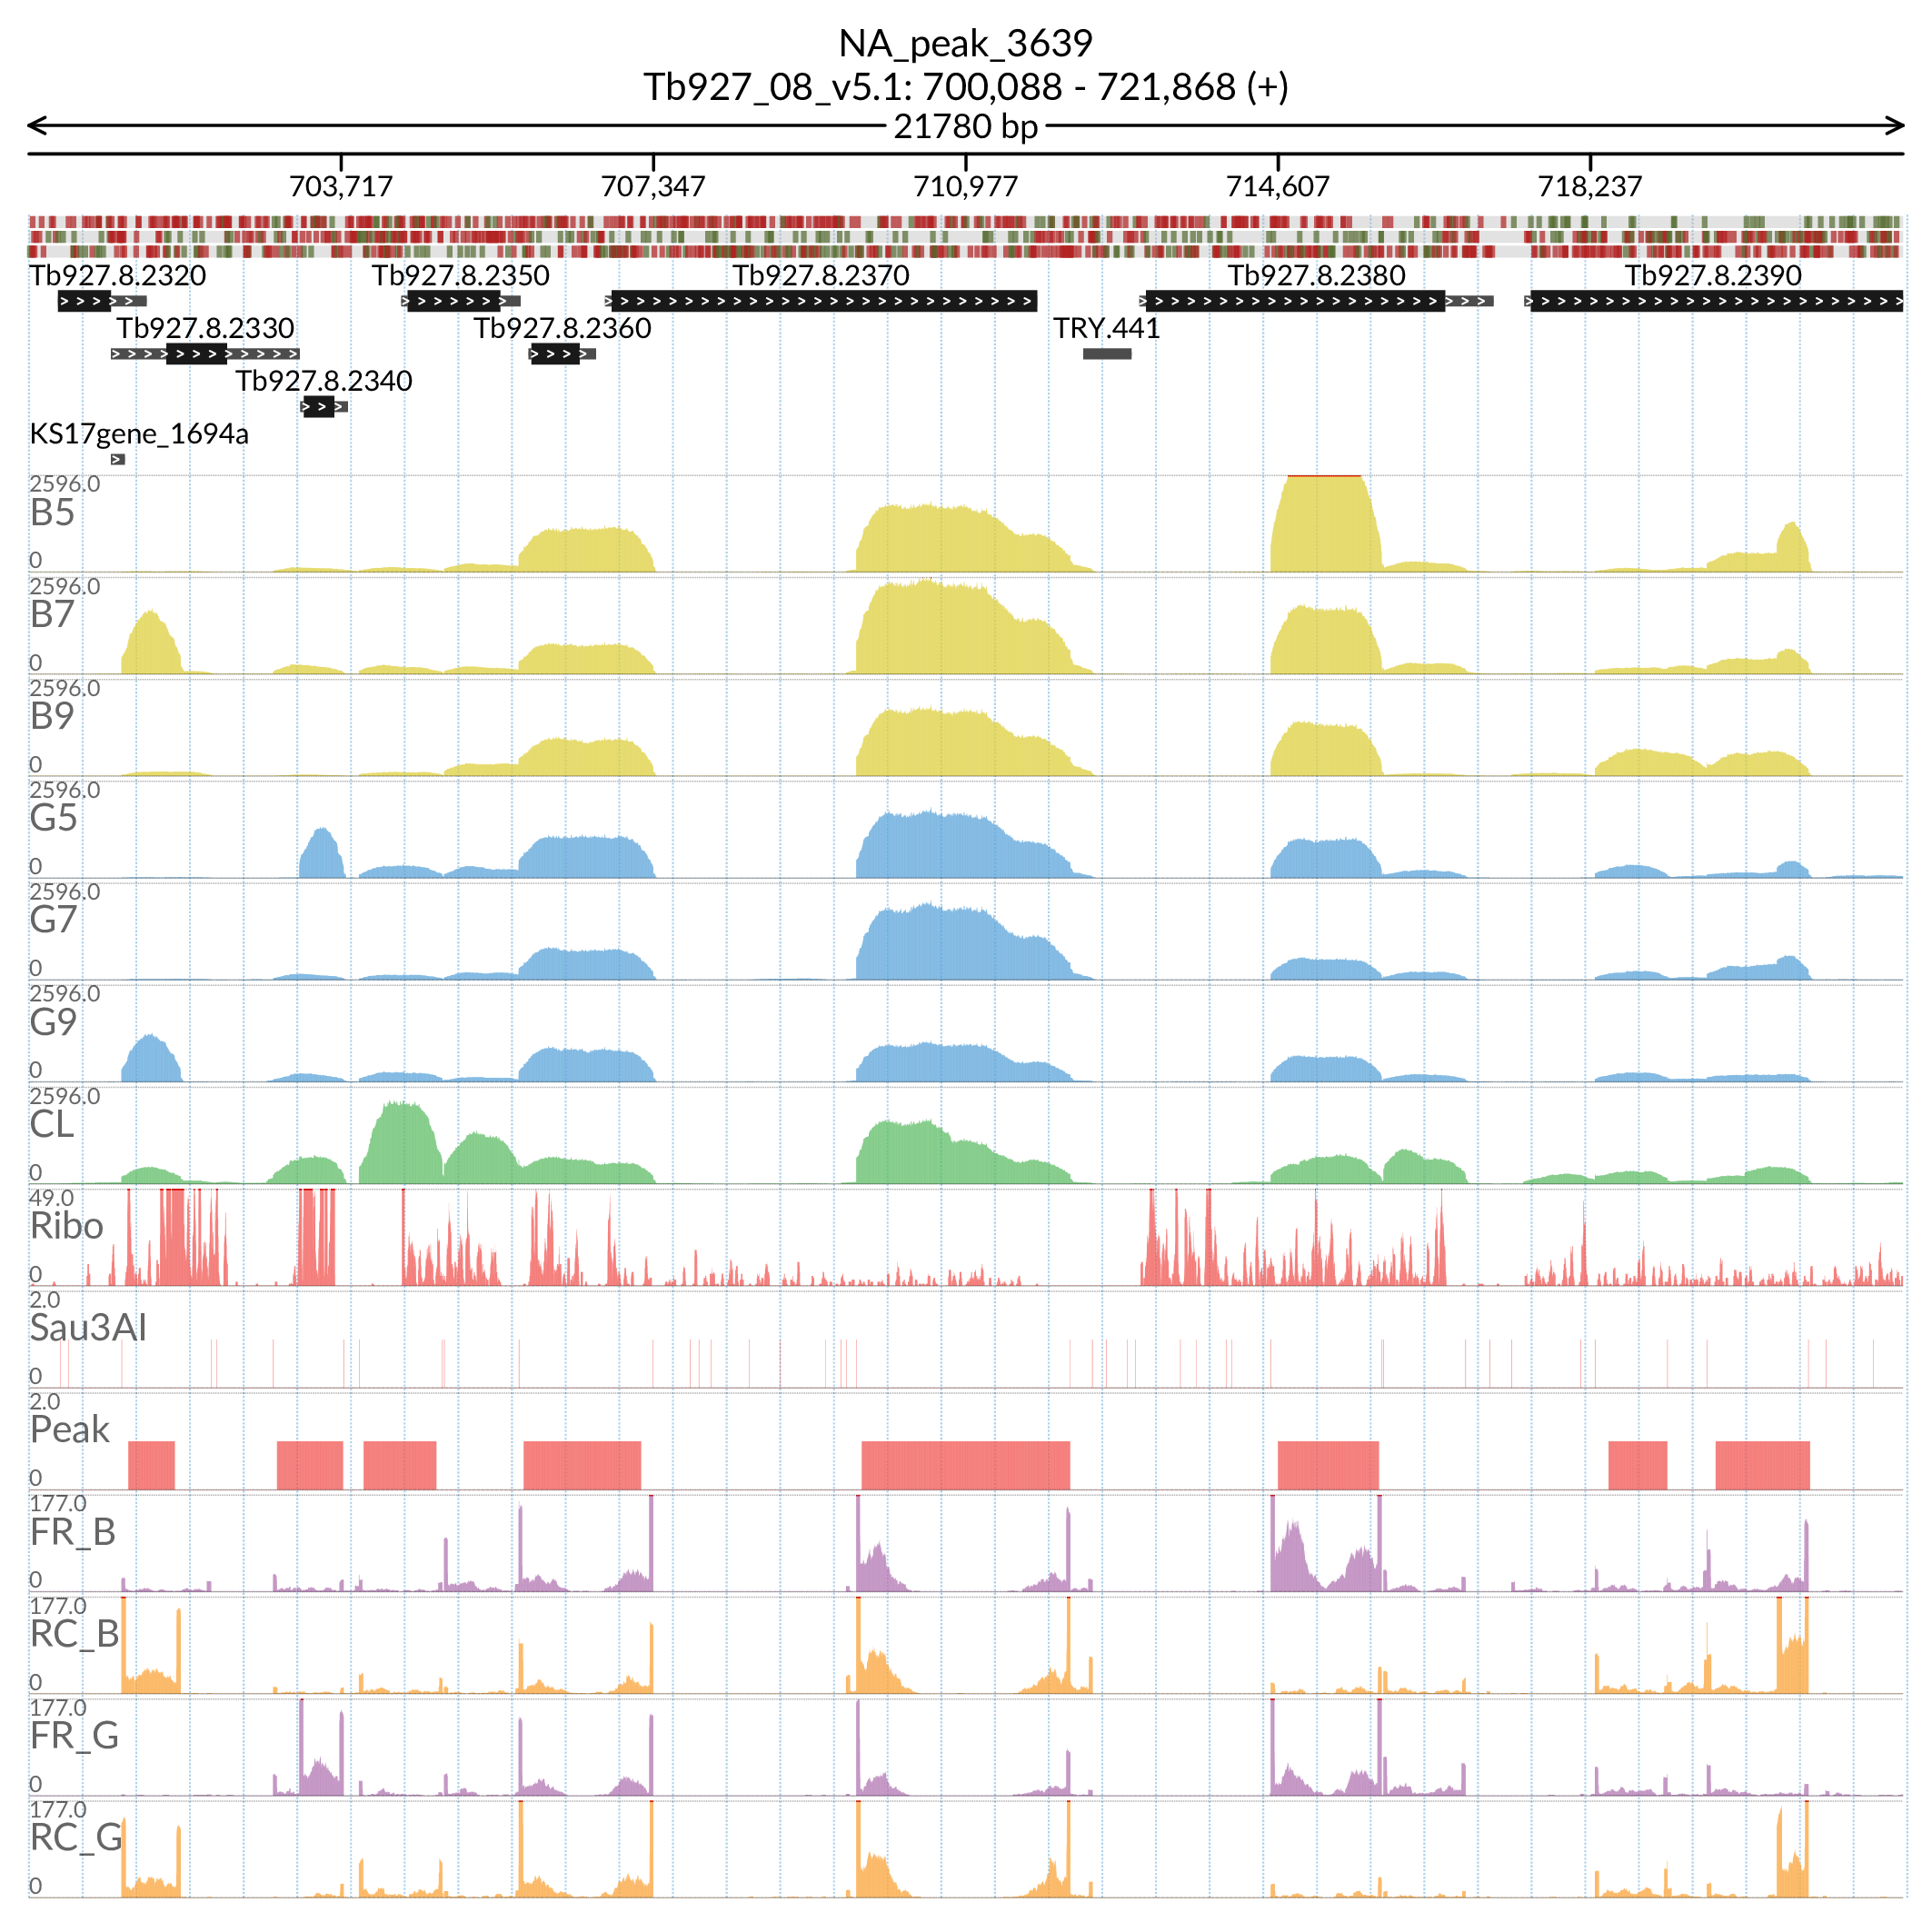 NA_peak_3639
Tb927_08_v5.1: 700,088 - 721,868 (+)
21780 bp
703,717 707,347 710,977 714,607 718,237
Tb927.8.2320 Tb927.8.2350 Tb927.8.2370 Tb927.8.2380 Tb927.8.2390
Tb927.8.2330 Tb927.8.2360 TRY.441
Tb927.8.2340
KS17gene_1694a
2596.0
B5
0
2596.0
B7
0
2596.0
B9
0
2596.0
G5
0
2596.0
G7
0
2596.0
G9
0
2596.0
CL
0
49.0
Ribo
0
2.0
Sau3AI
0
2.0
Peak
0
177.0
FR_B
0
177.0
RC_B
0
177.0
FR_G
0
177.0
RC_G
0